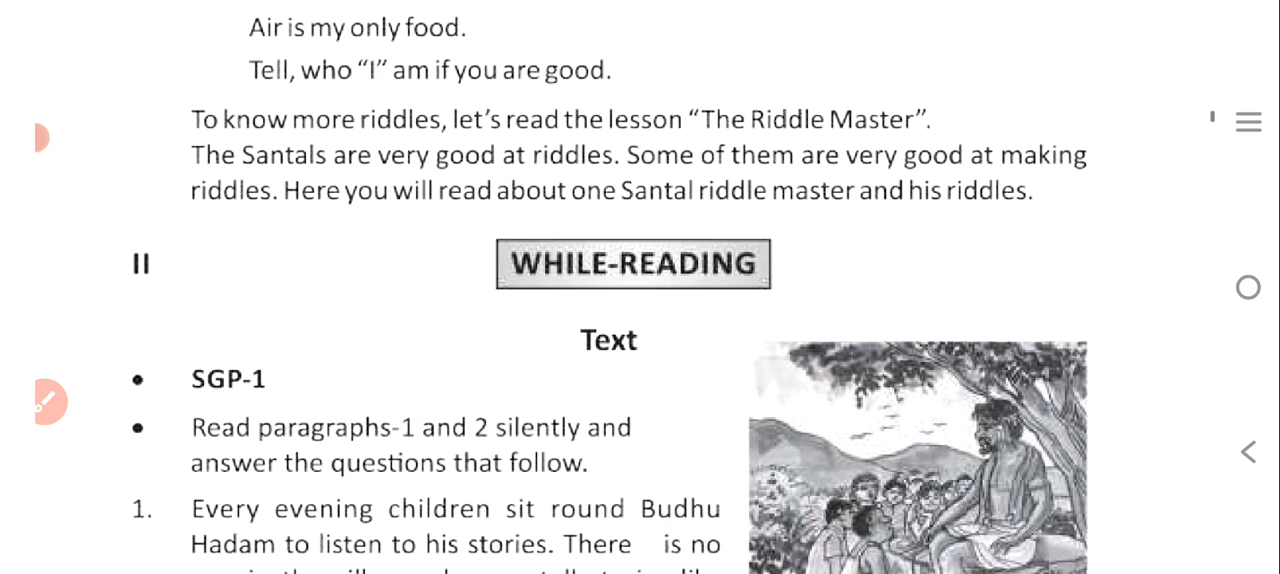 Air is my only food.
Tell, who “I” am if you are good.
To know more riddles, let’s read the lesson “The Riddle Master”.
The Santals are very good at riddles. Some of them are very good at making
riddles. Here you will read about one Santal riddle master and his riddles.
II
WHILE-READING
Text
• SGP-1
• Read paragraphs-1 and 2 silently and
answer the questions that follow.
1. Every evening children sit round Budhu
Hadam to listen to his stories. There is no